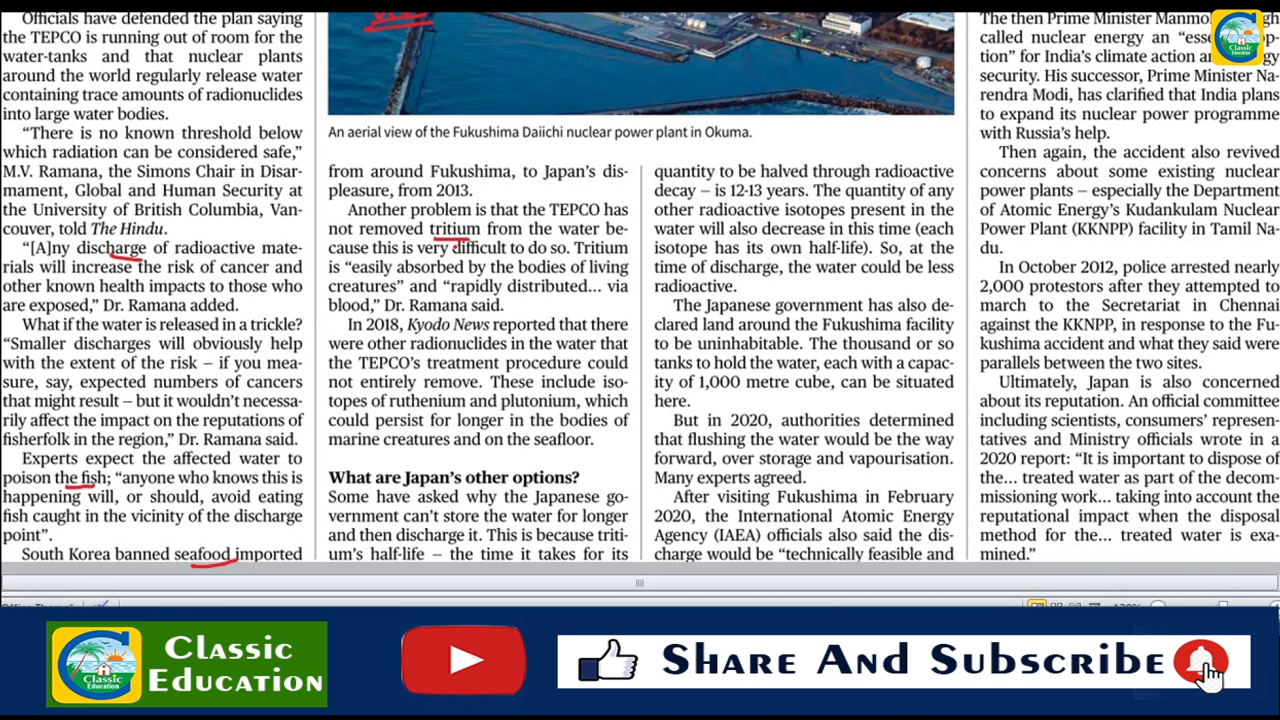 Officials have defended the plan saying
the TEPCO is running out of room for the
water-tanks and that nuclear plants
around the world regularly release water
containing trace amounts of radionuclides
into large water bodies.
“There is no known threshold below
which radiation can be considered safe,”
M.V. Ramana, the Simons Chair in Disar-
mament, Global and Human Security at
the University of British Columbia, Van-
couver, told The Hindu.
“[A]ny discharge of radioactive mate-
rials will increase the risk of cancer and
other known health impacts to those who
are exposed,” Dr. Ramana added.
What if the water is released in a trickle?
“Smaller discharges will obviously help
with the extent of the risk – if you mea-
sure, say, expected numbers of cancers
that might result – but it wouldn’t necessa-
rily affect the impact on the reputations of
fisherfolk in the region,” Dr. Ramana said.
Experts expect the affected water to
poison the fish; “anyone who knows this is
happening will, or should, avoid eating
fish caught in the vicinity of the discharge
point”.
South Korea banned seafood imported
An aerial view of the Fukushima Daiichi nuclear power plant in Okuma.
from around Fukushima, to Japan’s dis-
pleasure, from 2013.
Another problem is that the TEPCO has
not removed tritium from the water be-
cause this is very difficult to do so. Tritium
is “easily absorbed by the bodies of living
creatures” and “rapidly distributed... via
blood,” Dr. Ramana said.
In 2018, Kyodo News reported that there
were other radionuclides in the water that
the TEPCO’s treatment procedure could
not entirely remove. These include iso-
topes of ruthenium and plutonium, which
could persist for longer in the bodies of
marine creatures and on the seafloor.
What are Japan’s other options?
Some have asked why the Japanese go-
vernment can’t store the water for longer
and then discharge it. This is because triti-
um’s half-life – the time it takes for its
quantity to be halved through radioactive
decay – is 12-13 years. The quantity of any
other radioactive isotopes present in the
water will also decrease in this time (each
isotope has its own half-life). So, at the
time of discharge, the water could be less
radioactive.
The Japanese government has also de-
clared land around the Fukushima facility
to be uninhabitable. The thousand or so
tanks to hold the water, each with a capac-
ity of 1,000 metre cube, can be situated
here.
But in 2020, authorities determined
that flushing the water would be the way
forward, over storage and vapourisation.
Many experts agreed.
After visiting Fukushima in February
2020, the International Atomic Energy
Agency (IAEA) officials also said the dis-
charge would be “technically feasible and
The then Prime Minister
called nuclear energy an
tion” for India’s climate action
security. His successor, Prime Minister Na-
rendra Modi, has clarified that India plans
to expand its nuclear power programme
with Russia’s help.
Then again, the accident also revived
concerns about some existing nuclear
power plants – especially the Department
of Atomic Energy’s Kudankulam Nuclear
Power Plant (KKNPP) facility in Tamil Na-
du.
In October 2012, police arrested nearly
2,000 protestors after they attempted to
march to the Secretariat in Chennai
against the KKNPP, in response to the Fu-
kushima accident and what they said were
parallels between the two sites.
Ultimately, Japan is also concerned
about its reputation. An official committee
including scientists, consumers’ represen-
tatives and Ministry officials wrote in a
2020 report: “It is important to dispose of
the... treated water as part of the decom-
missioning work... taking into account the
reputational impact when the disposal
method for the... treated water is exa-
mined.”
Classic
Education
Classic
Education
Classic
Education
Share And Subscribe